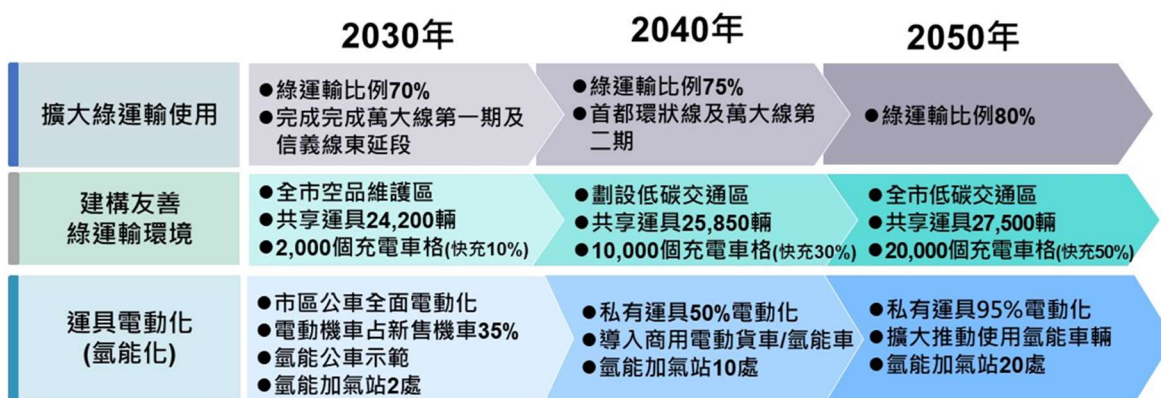 2030年
2040年
2050年
擴大綠運輸使用
●綠運輸比例70%
●完成完成萬大線第一期及
信義線東延段
●綠運輸比例75%
●首都環狀線及萬大線第
二期
●綠運輸比例80%
建構友善
綠運輸環境
●全市空品維護區
●共享運具24,200輛
●2,000個充電車格(快充10%)
●劃設低碳交通區
●共享運具25,850輛
●10,000個充電車格(快充30%)
●全市低碳交通區
●共享運具27,500輛
●20,000個充電車格(快充50%)
運具電動化
(氫能化)
●市區公車全面電動化
●電動機車占新售機車35%
●氫能公車示範
●氫能加氣站2處
●私有運具50%電動化
●導入商用電動貨車/氫能車
●氫能加氣站10處
●私有運具95%電動化
●擴大推動使用氫能車輛
●氫能加氣站20處